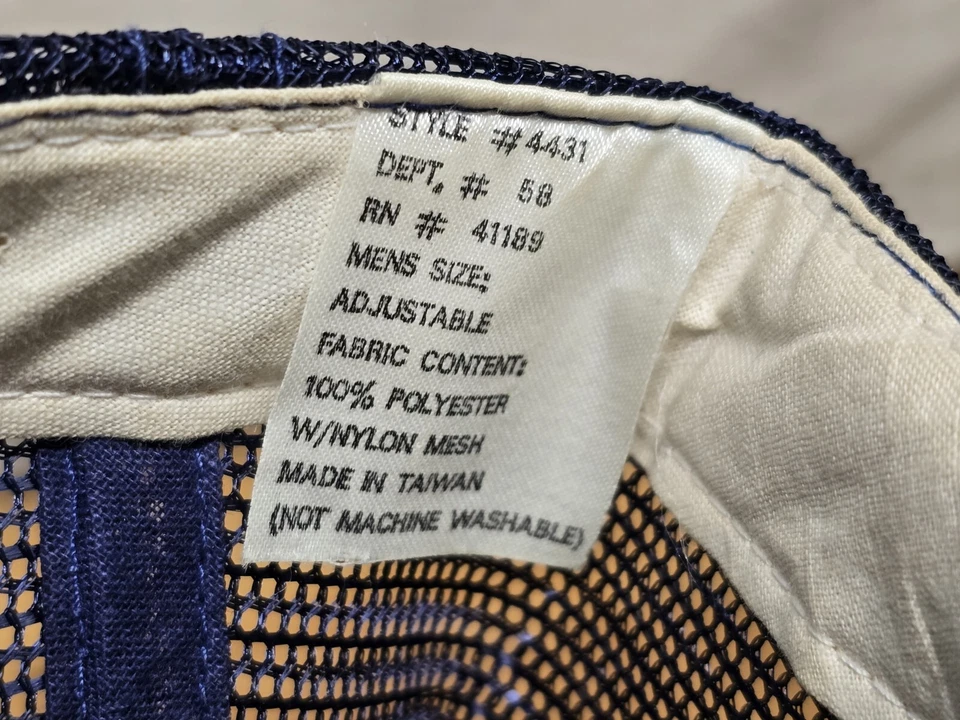 STYLE #4431
DEPT. # 58
RN # 41189
MENS SIZE:
ADJUSTABLE
FABRIC CONTENT:
100% POLYESTER
W/NYLON MESH
MADE IN TAIWAN
(NOT MACHINE WASHABLE)